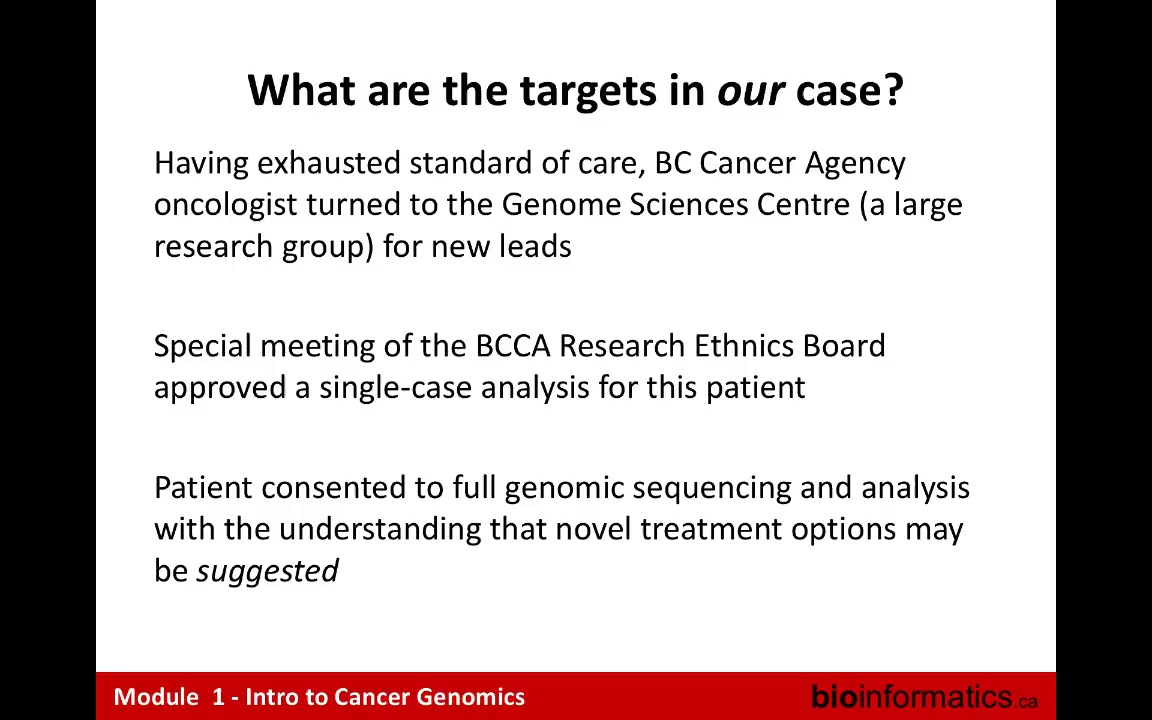 What are the targets in our case?
Having exhausted standard of care, BC Cancer Agency
oncologist turned to the Genome Sciences Centre (a large
research group) for new leads
Special meeting of the BCCA Research Ethnics Board
approved a single-case analysis for this patient
Patient consented to full genomic sequencing and analysis
with the understanding that novel treatment options may
be suggested
Module 1 - Intro to Cancer Genomics
bioinformatics.ca